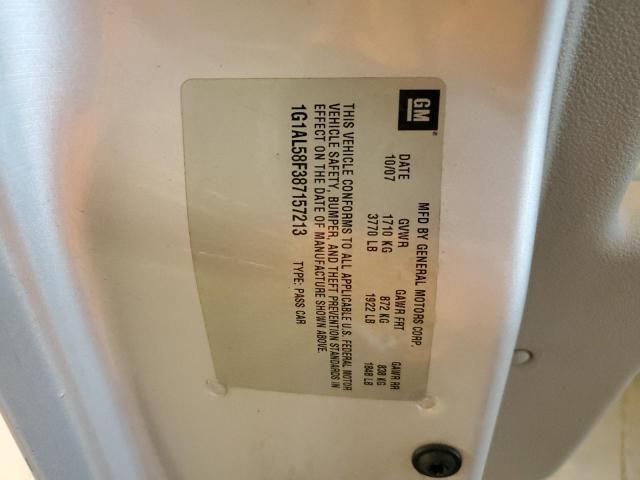 GM
MFD BY GENERAL MOTORS CORP.
DATE GVWR GAWR FRT GAWR RR
10/07 1710 KG 872 KG 838 KG
3770 LB 1922 LB 1848 LB
THIS VEHICLE CONFORMS TO ALL APPLICABLE U.S. FEDERAL MOTOR
VEHICLE SAFETY, BUMPER, AND THEFT PREVENTION STANDARDS IN
EFFECT ON THE DATE OF MANUFACTURE SHOWN ABOVE.
1G1AL58F387157213 TYPE: PASS CAR